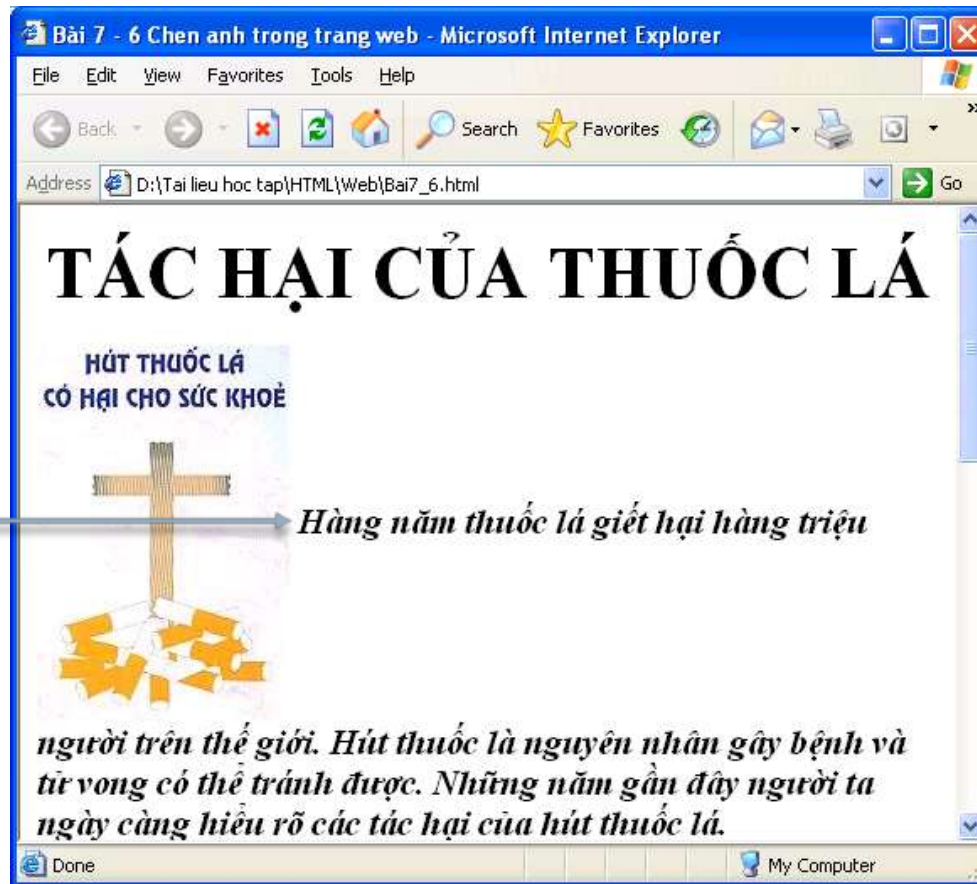 Bài 7 - 6 Chen anh trong trang web - Microsoft Internet Explorer
File Edit View Favorites Tools Help
Back Search Favorites »
Address D:\Tai lieu hoc tap\HTML\Web\Bai7_6.html Go
TÁC HẠI CỦA THUỐC LÁ
HÚT THUỐC LÁ
CÓ HẠI CHO SỨC KHOẺ
Hàng năm thuốc lá giết hại hàng triệu
người trên thế giới. Hút thuốc là nguyên nhân gây bệnh và
tử vong có thể tránh được. Những năm gần đây người ta
ngày càng hiểu rõ các tác hại của hút thuốc lá.
Done My Computer